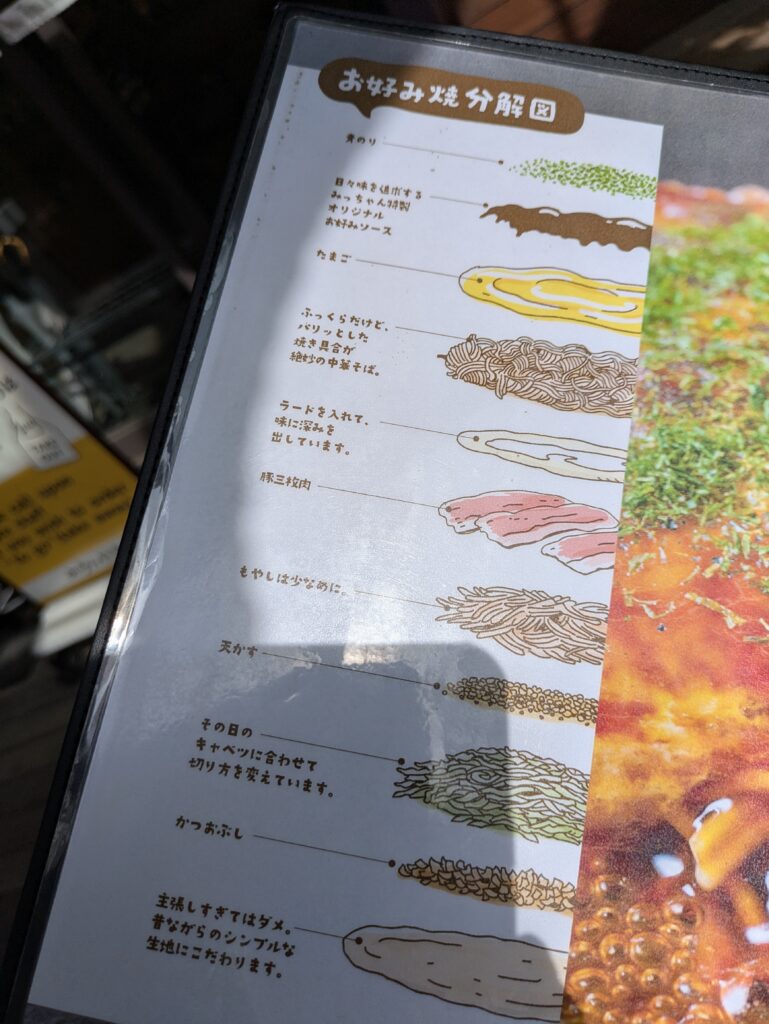 お好み焼分解図
青のり
日々味を追求する
みっちゃん特製
オリジナル
お好みソース
たまご
ふっくらだけど、
パリッとした
焼き具合が
絶妙の中華そば。
ラードを入れて、
味に深みを
出しています。
豚三枚肉
もやしは少なめに。
天かす
その日の
キャベツに合わせて
切り方を変えています。
かつおぶし
主張しすぎてはダメ。
昔ながらのシンプルな
生地にこだわります。